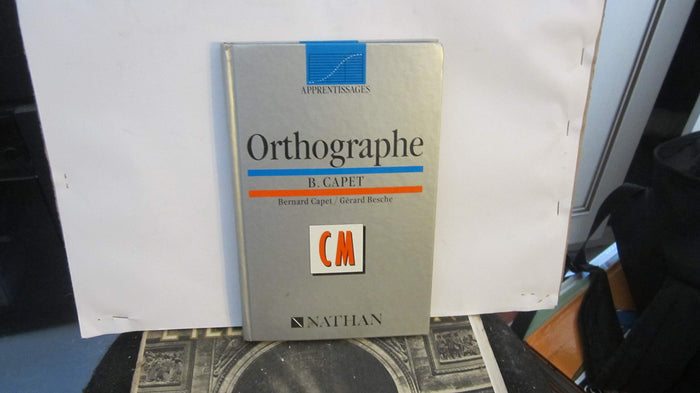 APPRENTISSAGES
Orthographe
B. CAPET
Bernard Capet / Gérard Besche
CM
NATHAN